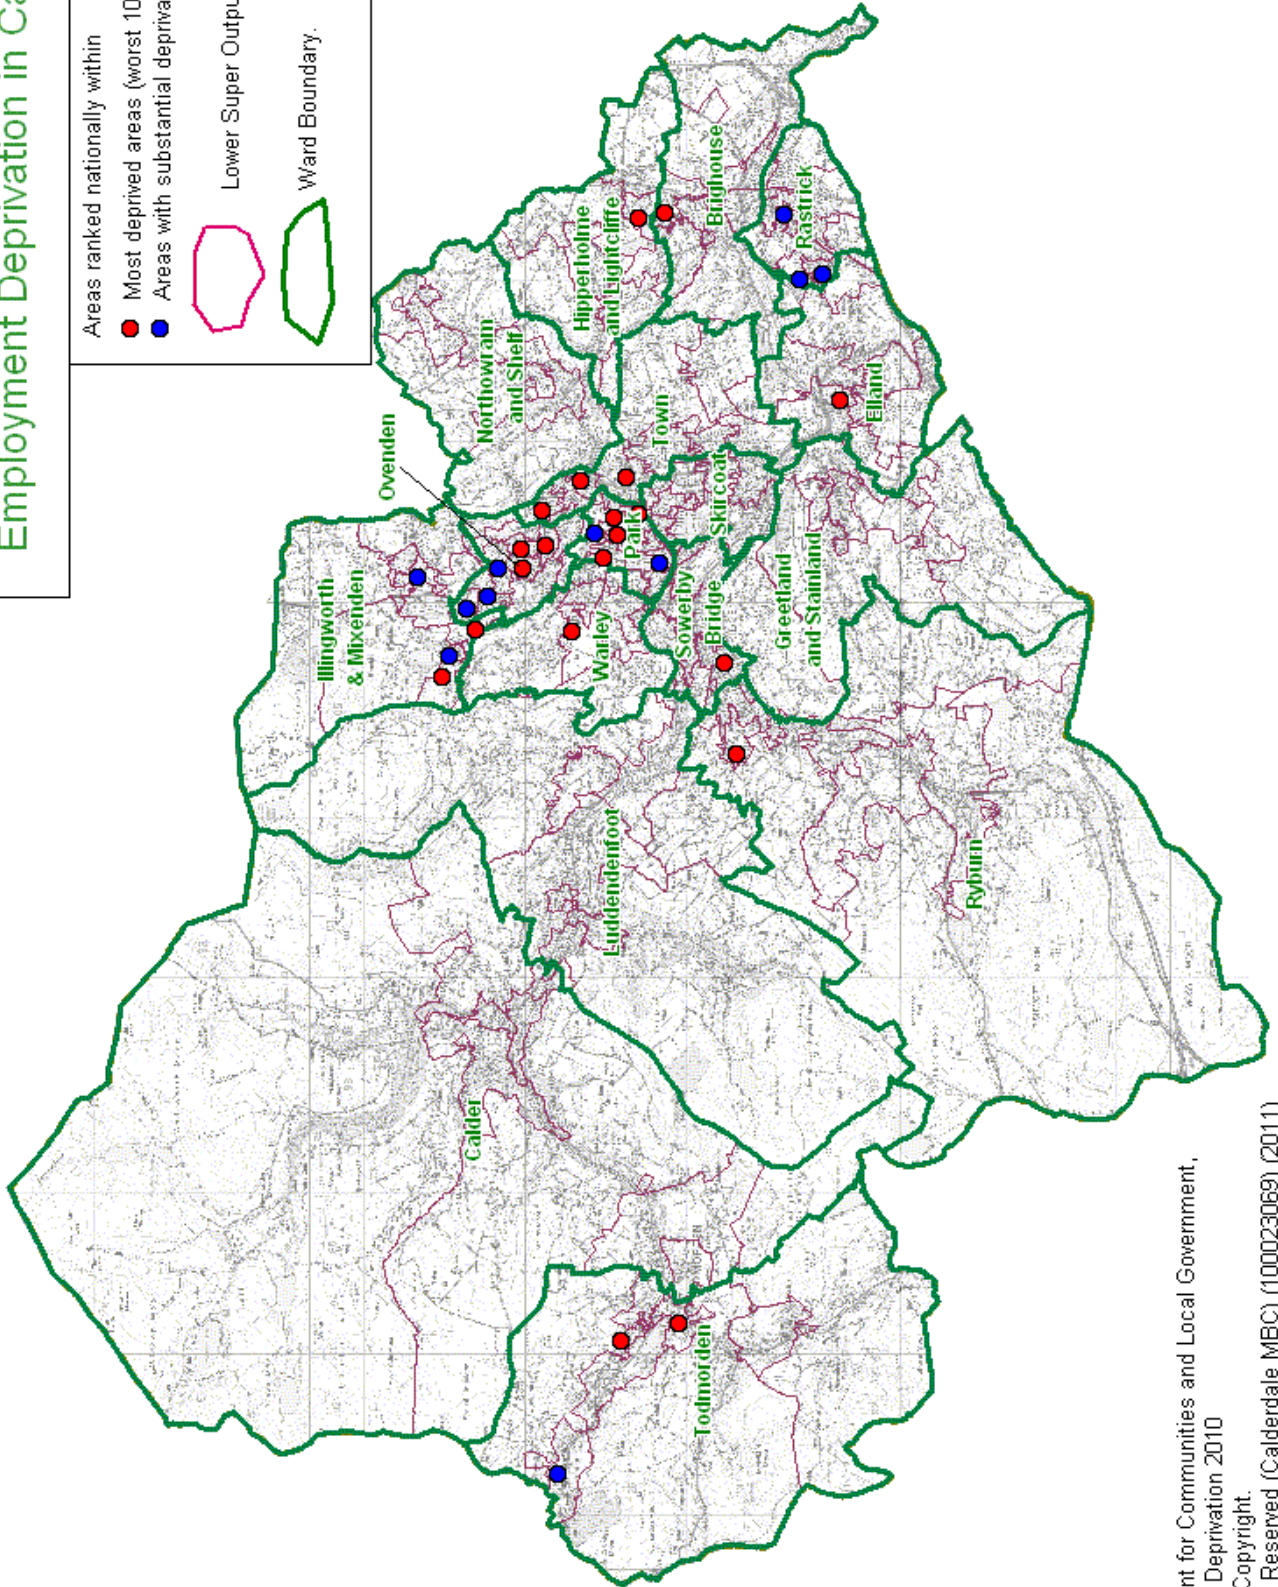 Employment Deprivation in Ca
Areas ranked nationally within
Most deprived areas (worst 10
Areas with substantial depriva
Lower Super Outpu
Ward Boundary.
Ovenden
Illingworth
& Mixenden
Northowram
and Shelf
Hipperholme
and Lightcliffe
Brighouse
Rastrick
Town
Elland
Skircoat
Park
Warley
Sowerby
Bridge
Greetland
and Stainland
Luddendenfoot
Ryburn
Calder
Todmorden
nt for Communities and Local Government,
Deprivation 2010
Copyright.
Reserved (Calderdale MBC) (100023069) (2011)